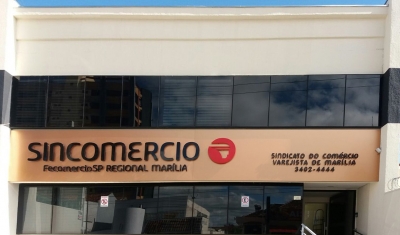 SINCOMERCIO
FecomercioSP REGIONAL MARÍLIA
SINDICATO DO COMÉRCIO
VAREJISTA DE MARÍLIA
3402-4444